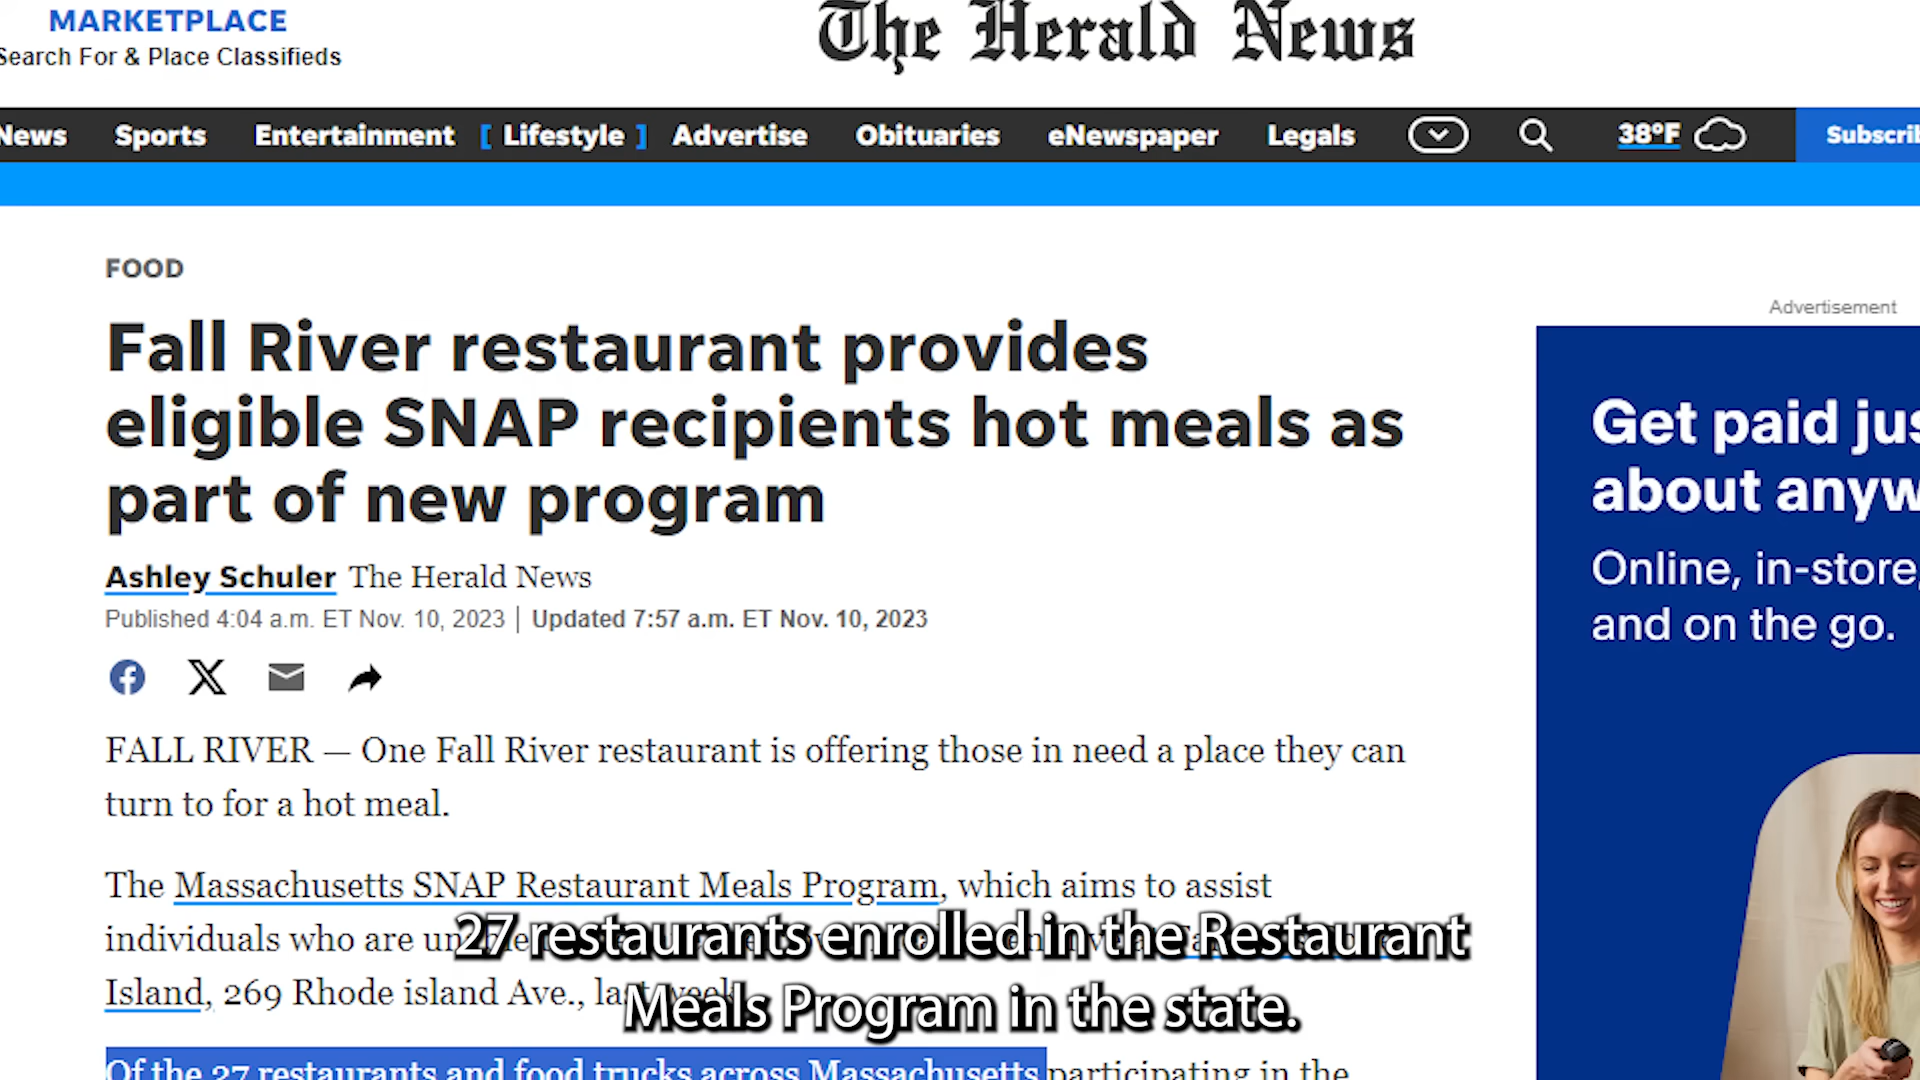 MARKETPLACE
Search For & Place Classifieds
The Herald News
News Sports Entertainment [ Lifestyle ] Advertise Obituaries eNewspaper Legals 38°F
FOOD
Advertisement
Fall River restaurant provides
eligible SNAP recipients hot meals as
part of new program
Ashley Schuler The Herald News
Published 4:04 a.m. ET Nov. 10, 2023 | Updated 7:57 a.m. ET Nov. 10, 2023
FALL RIVER — One Fall River restaurant is offering those in need a place they can
turn to for a hot meal.
The Massachusetts SNAP Restaurant Meals Program, which aims to assist
individuals who are
Island, 269 Rhode island Ave., last week
Of the 27 restaurants and food trucks across Massachusetts participating in the
27 restaurants enrolled in the Restaurant
Meals Program in the state.
Get paid
about
Online, in-store,
and on the go.